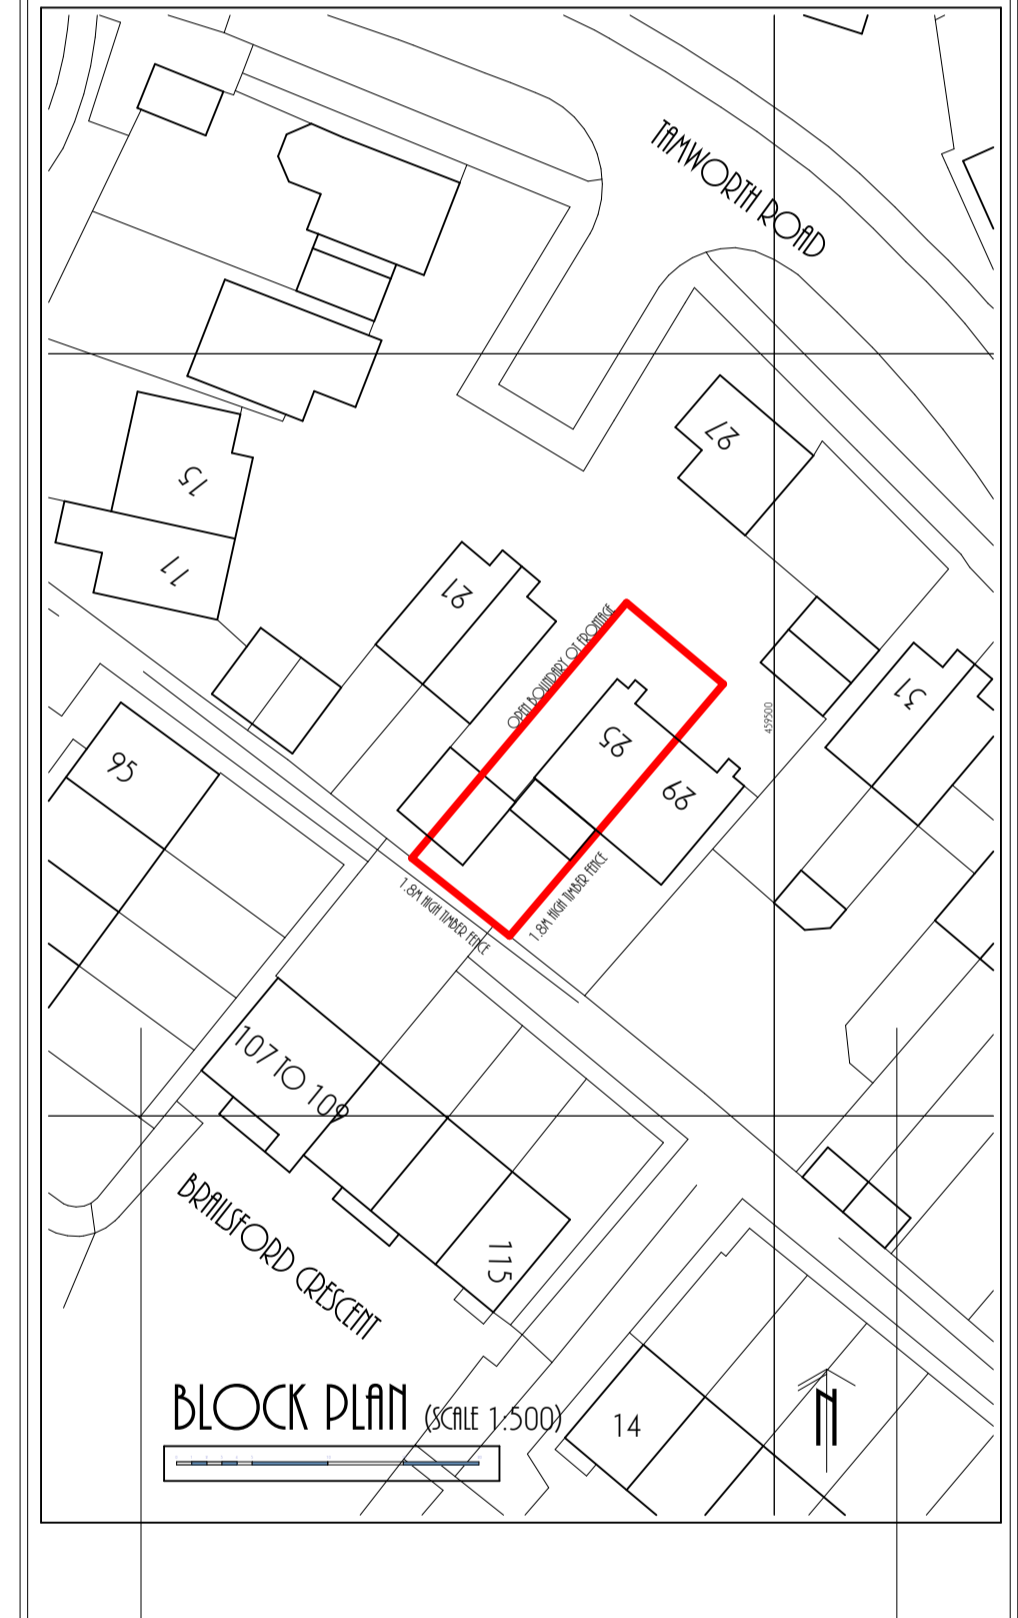 TAMWORTH ROAD
27
15
11
21
OPEN BOUNDARY OT FRONTAGE
31
459500
25
29
95
1.8M HIGH TIMBER FENCE
1.8M HIGH TIMBER FENCE
107 TO 109
BRAILSFORD CRESCENT
115
BLOCK PLAN (SCALE 1:500)
14
N